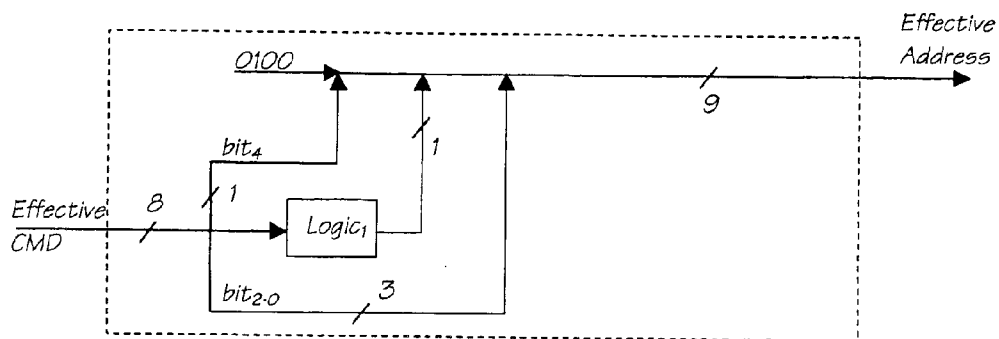 Effective
Address
0100
9
1
bit₄
1
8
Effective
CMD
Logic₁
bit₂₋₀
3